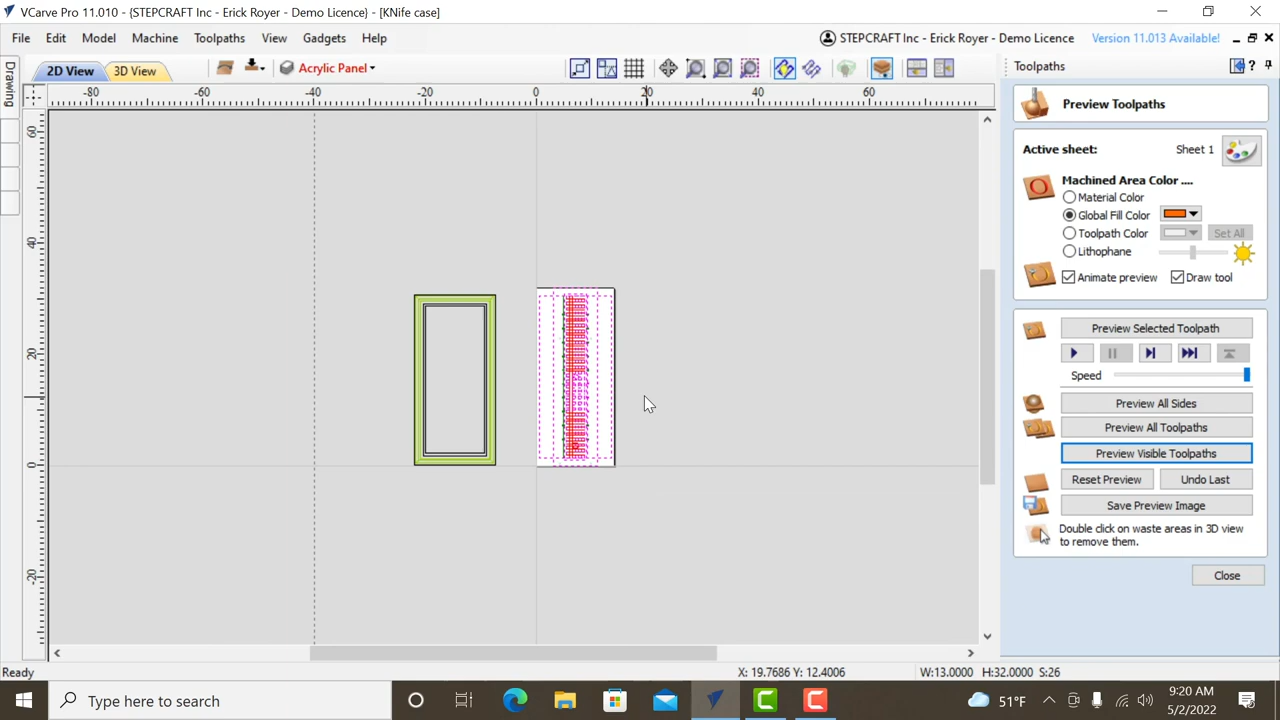 VCarve Pro 11.010 - {STEPCRAFT Inc - Erick Royer - Demo Licence} - [KNife case]
File Edit Model Machine Toolpaths View Gadgets Help
STEPCRAFT Inc - Erick Royer - Demo Licence Version 11.013 Available!
Drawing
2D View 3D View
Acrylic Panel
Toolpaths
?
-80 -60 -40 -20 0 20 40 60
60
40
20
0
-20
Preview Toolpaths
Active sheet: Sheet 1
Machined Area Color ....
Material Color
Global Fill Color
Toolpath Color Set All
Lithophane
Animate preview Draw tool
Preview Selected Toolpath
Speed
Preview All Sides
Preview All Toolpaths
Preview Visible Toolpaths
Reset Preview Undo Last
Save Preview Image
Double click on waste areas in 3D view
to remove them.
Close
Ready X: 19.7686 Y: 12.4006 W:13.0000 H:32.0000 S:26
Type here to search
51°F
9:20 AM
5/2/2022